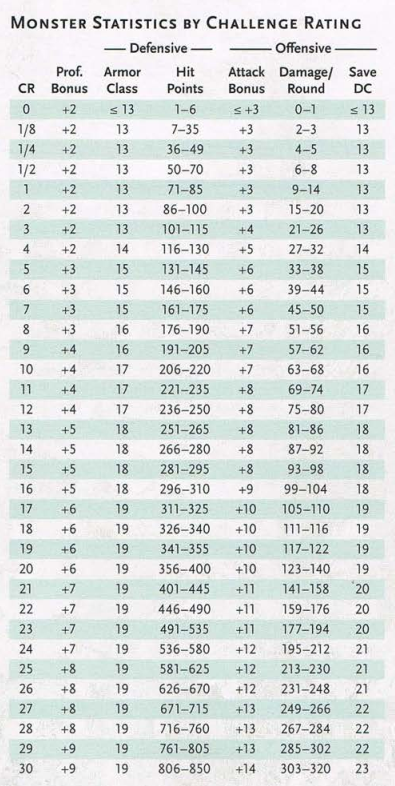 MONSTER STATISTICS BY CHALLENGE RATING
Defensive Offensive
Prof. Armor Hit Attack Damage/ Save
CR Bonus Class Points Bonus Round DC
0 +2 ≤ 13 1–6 ≤ +3 0–1 ≤ 13
1/8 +2 13 7–35 +3 2–3 13
1/4 +2 13 36–49 +3 4–5 13
1/2 +2 13 50–70 +3 6–8 13
1 +2 13 71–85 +3 9–14 13
2 +2 13 86–100 +3 15–20 13
3 +2 13 101–115 +4 21–26 13
4 +2 14 116–130 +5 27–32 14
5 +3 15 131–145 +6 33–38 15
6 +3 15 146–160 +6 39–44 15
7 +3 15 161–175 +6 45–50 15
8 +3 16 176–190 +7 51–56 16
9 +4 16 191–205 +7 57–62 16
10 +4 17 206–220 +7 63–68 16
11 +4 17 221–235 +8 69–74 17
12 +4 17 236–250 +8 75–80 17
13 +5 18 251–265 +8 81–86 18
14 +5 18 266–280 +8 87–92 18
15 +5 18 281–295 +8 93–98 18
16 +5 18 296–310 +9 99–104 18
17 +6 19 311–325 +10 105–110 19
18 +6 19 326–340 +10 111–116 19
19 +6 19 341–355 +10 117–122 19
20 +6 19 356–400 +10 123–140 19
21 +7 19 401–445 +11 141–158 20
22 +7 19 446–490 +11 159–176 20
23 +7 19 491–535 +11 177–194 20
24 +7 19 536–580 +12 195–212 21
25 +8 19 581–625 +12 213–230 21
26 +8 19 626–670 +12 231–248 21
27 +8 19 671–715 +13 249–266 22
28 +8 19 716–760 +13 267–284 22
29 +9 19 761–805 +13 285–302 22
30 +9 19 806–850 +14 303–320 23